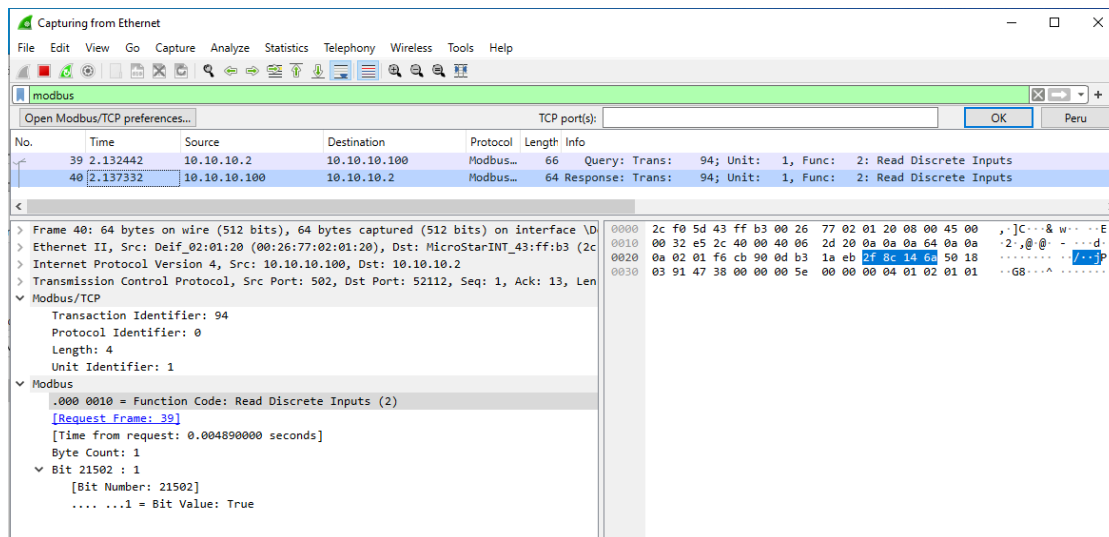 Capturing from Ethernet
File Edit View Go Capture Analyze Statistics Telephony Wireless Tools Help
modbus
Open Modbus/TCP preferences... TCP port(s): OK Peru
No. Time Source Destination Protocol Length Info
39 2.132442 10.10.10.2 10.10.10.100 Modbus... 66 Query: Trans: 94; Unit: 1, Func: 2: Read Discrete Inputs
40 2.137332 10.10.10.100 10.10.10.2 Modbus... 64 Response: Trans: 94; Unit: 1, Func: 2: Read Discrete Inputs
> Frame 40: 64 bytes on wire (512 bits), 64 bytes captured (512 bits) on interface \D
> Ethernet II, Src: Deif_02:01:20 (00:26:77:02:01:20), Dst: MicroStarINT_43:ff:b3 (2c
> Internet Protocol Version 4, Src: 10.10.10.100, Dst: 10.10.10.2
> Transmission Control Protocol, Src Port: 502, Dst Port: 52112, Seq: 1, Ack: 13, Len
Modbus/TCP
Transaction Identifier: 94
Protocol Identifier: 0
Length: 4
Unit Identifier: 1
Modbus
.000 0010 = Function Code: Read Discrete Inputs (2)
[Request Frame: 39]
[Time from request: 0.004890000 seconds]
Byte Count: 1
Bit 21502 : 1
[Bit Number: 21502]
.... ...1 = Bit Value: True
0000 2c f0 5d 43 ff b3 00 26 77 02 01 20 08 00 45 00 ,·]C···& w·· ··E
0010 00 32 e5 2c 40 00 40 06 2d 20 0a 0a 0a 64 0a 0a ·2·,@·@· - ···d·
0020 0a 02 01 f6 cb 90 0d b3 1a eb 2f 8c 14 6a 50 18 ········ ··/··jP
0030 03 91 47 38 00 00 00 5e 00 00 00 04 01 02 01 01 ··G8···^ ·······